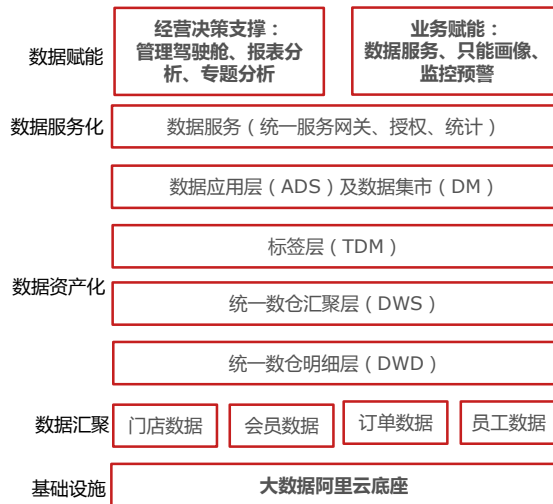 数据赋能
经营决策支撑：
管理驾驶舱、报表分
析、专题分析
业务赋能：
数据服务、只能画像、
监控预警
数据服务化
数据服务（统一服务网关、授权、统计）
数据应用层（ADS）及数据集市（DM）
标签层（TDM）
数据资产化
统一数仓汇聚层（DWS）
统一数仓明细层（DWD）
数据汇聚
门店数据
会员数据
订单数据
员工数据
基础设施
大数据阿里云底座